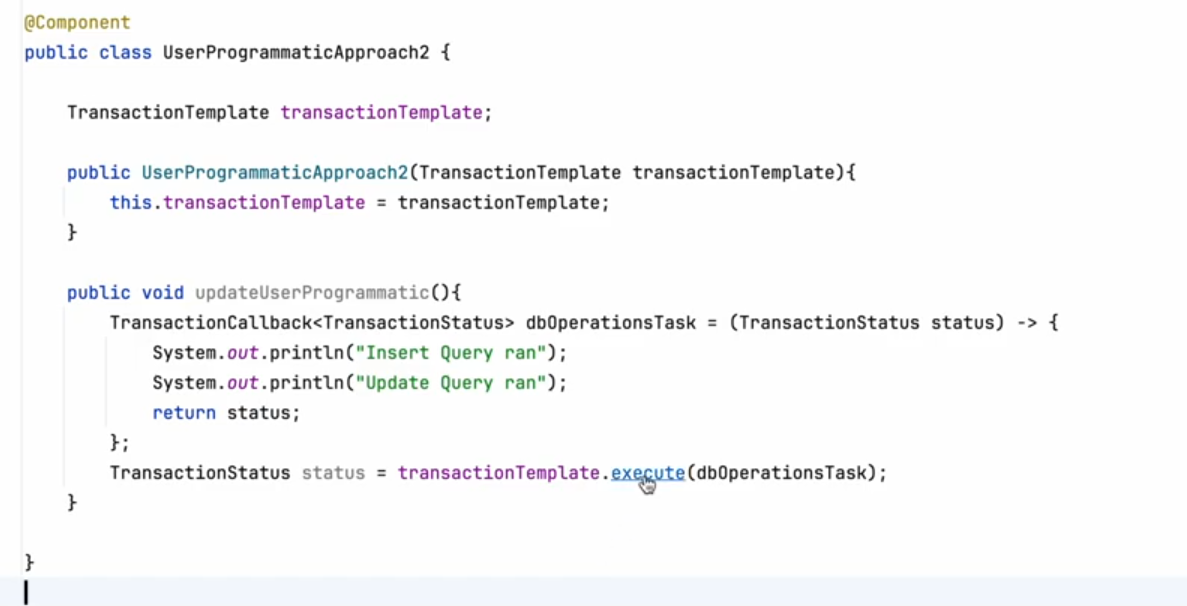 @Component
public class UserProgrammaticApproach2 {
TransactionTemplate transactionTemplate;
public UserProgrammaticApproach2(TransactionTemplate transactionTemplate){
this.transactionTemplate = transactionTemplate;
}
public void updateUserProgrammatic(){
TransactionCallback<TransactionStatus> dbOperationsTask = (TransactionStatus status) -> {
System.out.println("Insert Query ran");
System.out.println("Update Query ran");
return status;
};
TransactionStatus status = transactionTemplate.execute(dbOperationsTask);
}
}